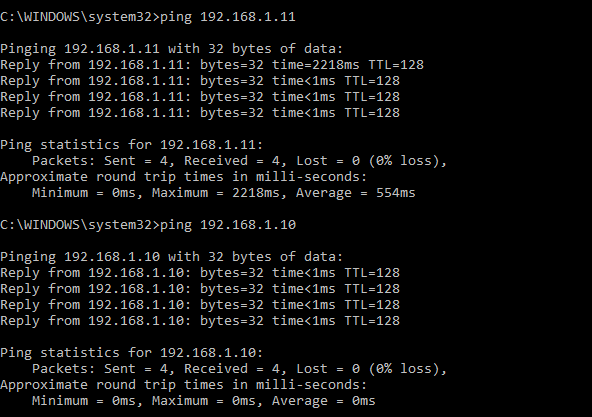 C:\WINDOWS\system32>ping 192.168.1.11
Pinging 192.168.1.11 with 32 bytes of data:
Reply from 192.168.1.11: bytes=32 time=2218ms TTL=128
Reply from 192.168.1.11: bytes=32 time<1ms TTL=128
Reply from 192.168.1.11: bytes=32 time<1ms TTL=128
Reply from 192.168.1.11: bytes=32 time<1ms TTL=128
Ping statistics for 192.168.1.11:
    Packets: Sent = 4, Received = 4, Lost = 0 (0% loss),
Approximate round trip times in milli-seconds:
    Minimum = 0ms, Maximum = 2218ms, Average = 554ms
C:\WINDOWS\system32>ping 192.168.1.10
Pinging 192.168.1.10 with 32 bytes of data:
Reply from 192.168.1.10: bytes=32 time<1ms TTL=128
Reply from 192.168.1.10: bytes=32 time<1ms TTL=128
Reply from 192.168.1.10: bytes=32 time<1ms TTL=128
Reply from 192.168.1.10: bytes=32 time<1ms TTL=128
Ping statistics for 192.168.1.10:
    Packets: Sent = 4, Received = 4, Lost = 0 (0% loss),
Approximate round trip times in milli-seconds:
    Minimum = 0ms, Maximum = 0ms, Average = 0ms